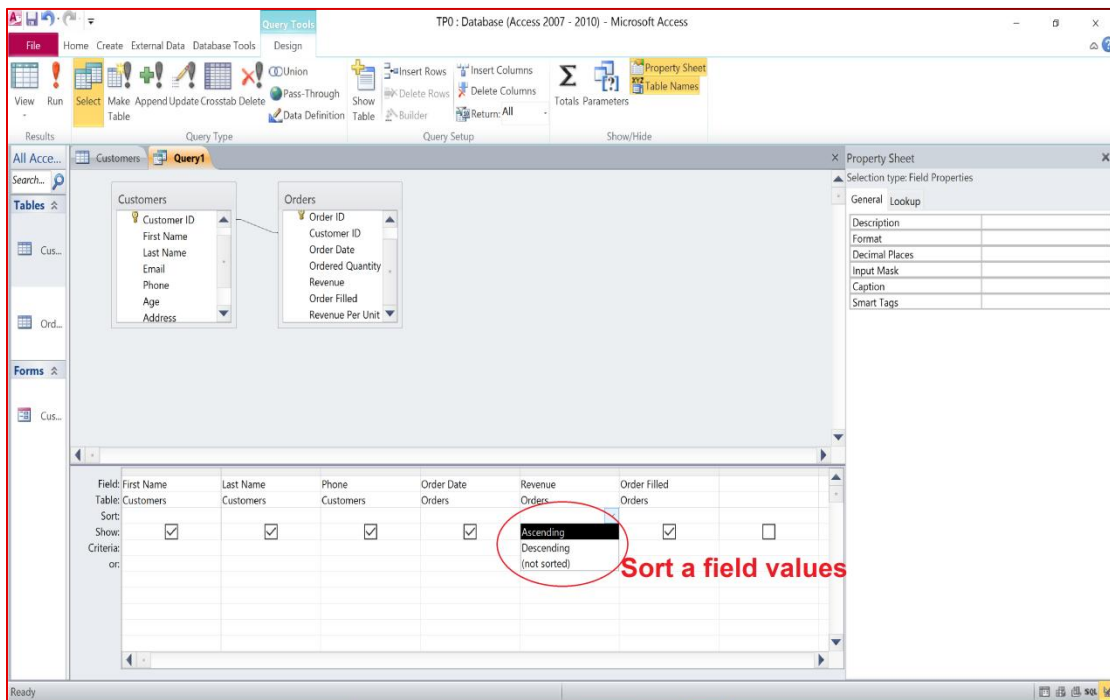 Query Tools
TP0 : Database (Access 2007 - 2010) - Microsoft Access
File Home Create External Data Database Tools Design
View Run Select Make Table Append Update Crosstab Delete
Union
Pass-Through
Data Definition
Show Table
Insert Rows
Delete Rows
Builder
Insert Columns
Delete Columns
Return: All
Totals Parameters
Property Sheet
Table Names
Results Query Type Query Setup Show/Hide
All Acce...
Search...
Tables
Cus...
Ord...
Forms
Cus...
Customers Query1
Customers
Customer ID
First Name
Last Name
Email
Phone
Age
Address
Orders
Order ID
Customer ID
Order Date
Ordered Quantity
Revenue
Order Filled
Revenue Per Unit
Property Sheet
Selection type: Field Properties
General Lookup
Description
Format
Decimal Places
Input Mask
Caption
Smart Tags
Field: First Name Last Name Phone Order Date Revenue Order Filled
Table: Customers Customers Customers Orders Orders Orders
Sort:
Show:
Criteria:
or:
Ascending
Descending
(not sorted)
Sort a field values
Ready
SQL